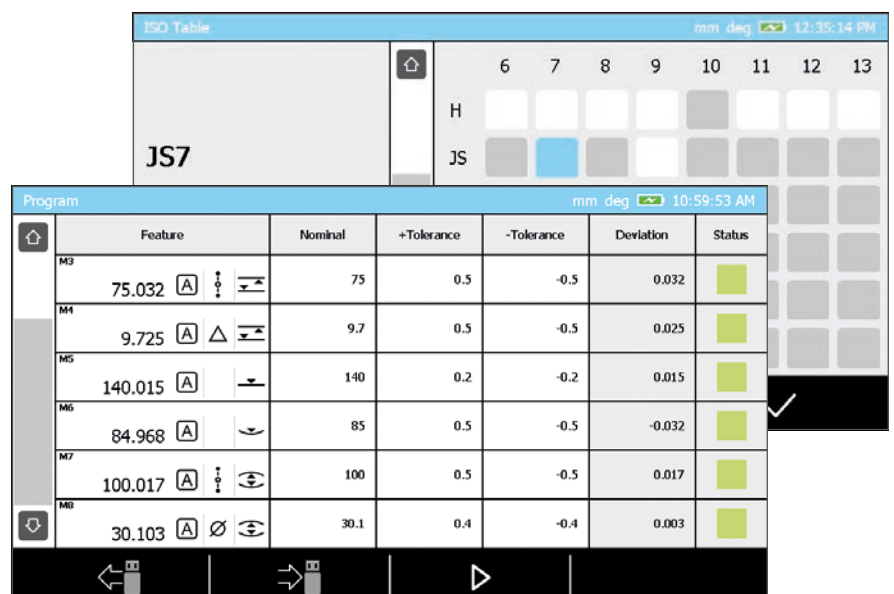 ISO Table mm deg 12:35:14 PM
6 7 8 9 10 11 12 13
H
JS7 JS
Program mm deg 10:59:53 AM
Feature Nominal +Tolerance -Tolerance Deviation Status
M3
75.032 A 75 0.5 -0.5 0.032
M4
9.725 A 9.7 0.5 -0.5 0.025
M5
140.015 A 140 0.2 -0.2 0.015
M6
84.968 A 85 0.5 -0.5 -0.032
M7
100.017 A 100 0.5 -0.5 0.017
M8
30.103 A Ø 30.1 0.4 -0.4 0.003